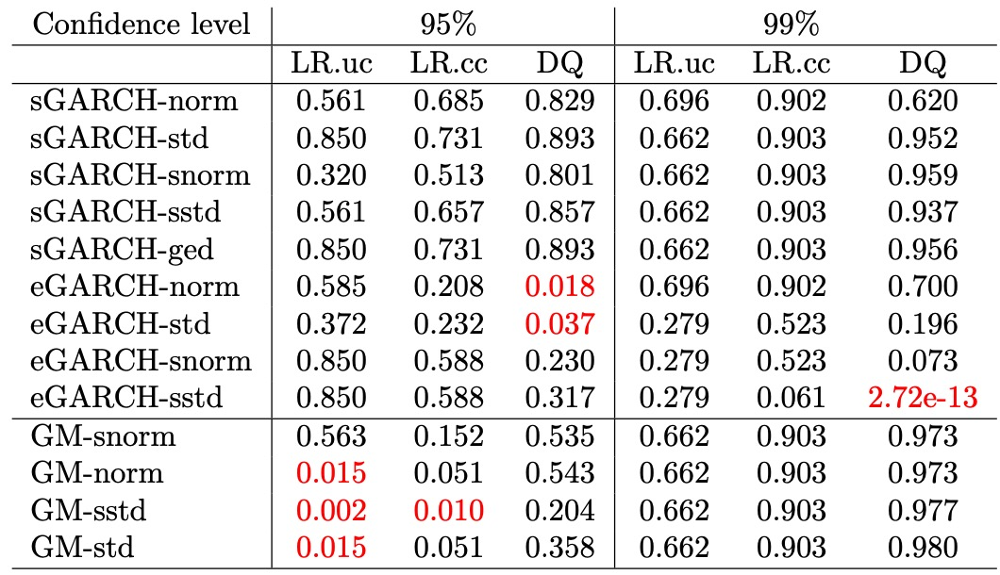 Confidence level 95% 99%
LR.uc LR.cc DQ LR.uc LR.cc DQ
sGARCH-norm 0.561 0.685 0.829 0.696 0.902 0.620
sGARCH-std 0.850 0.731 0.893 0.662 0.903 0.952
sGARCH-snorm 0.320 0.513 0.801 0.662 0.903 0.959
sGARCH-sstd 0.561 0.657 0.857 0.662 0.903 0.937
sGARCH-ged 0.850 0.731 0.893 0.662 0.903 0.956
eGARCH-norm 0.585 0.208 0.018 0.696 0.902 0.700
eGARCH-std 0.372 0.232 0.037 0.279 0.523 0.196
eGARCH-snorm 0.850 0.588 0.230 0.279 0.523 0.073
eGARCH-sstd 0.850 0.588 0.317 0.279 0.061 2.72e-13
GM-snorm 0.563 0.152 0.535 0.662 0.903 0.973
GM-norm 0.015 0.051 0.543 0.662 0.903 0.973
GM-sstd 0.002 0.010 0.204 0.662 0.903 0.977
GM-std 0.015 0.051 0.358 0.662 0.903 0.980